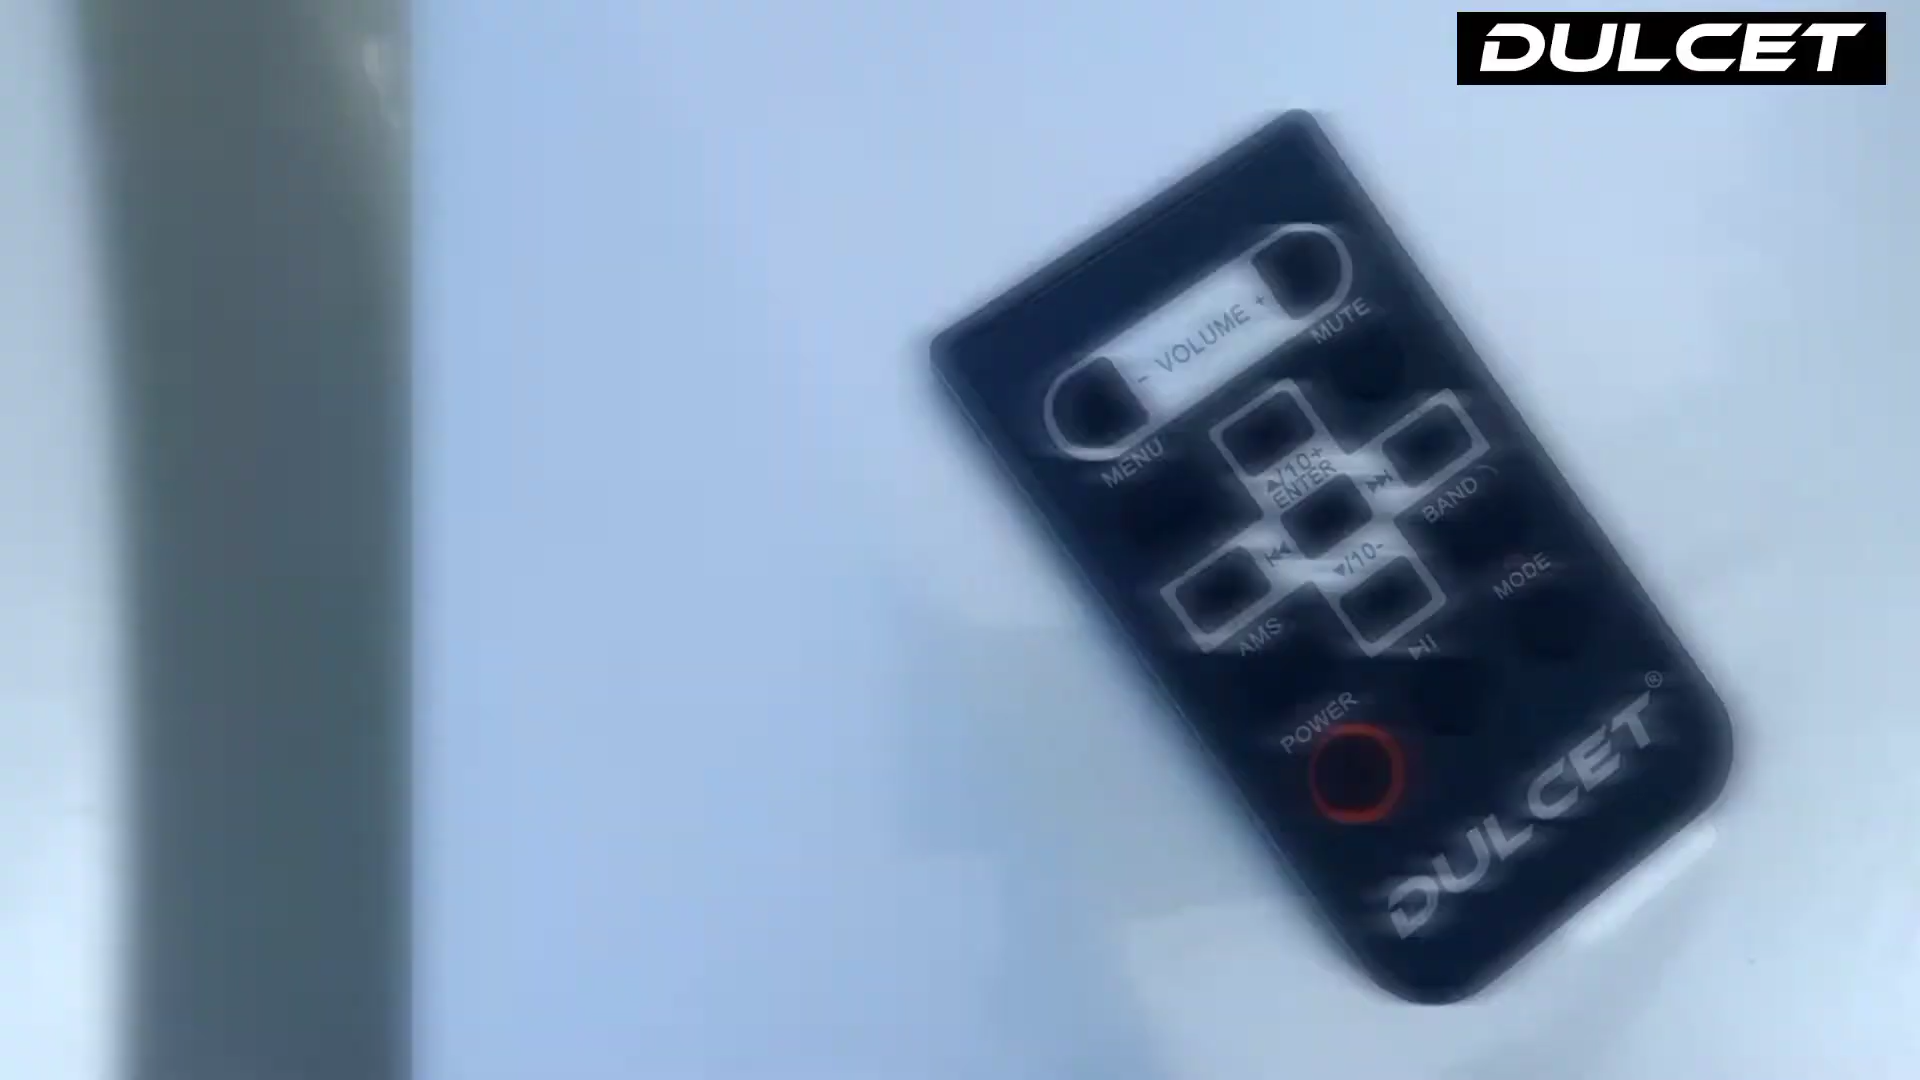 DULCET
- VOLUME +
MUTE
MENU
▲/10+
ENTER
▶▶|
BAND
|◀◀
▼/10-
MODE
AMS
▶||
POWER
DULCET®